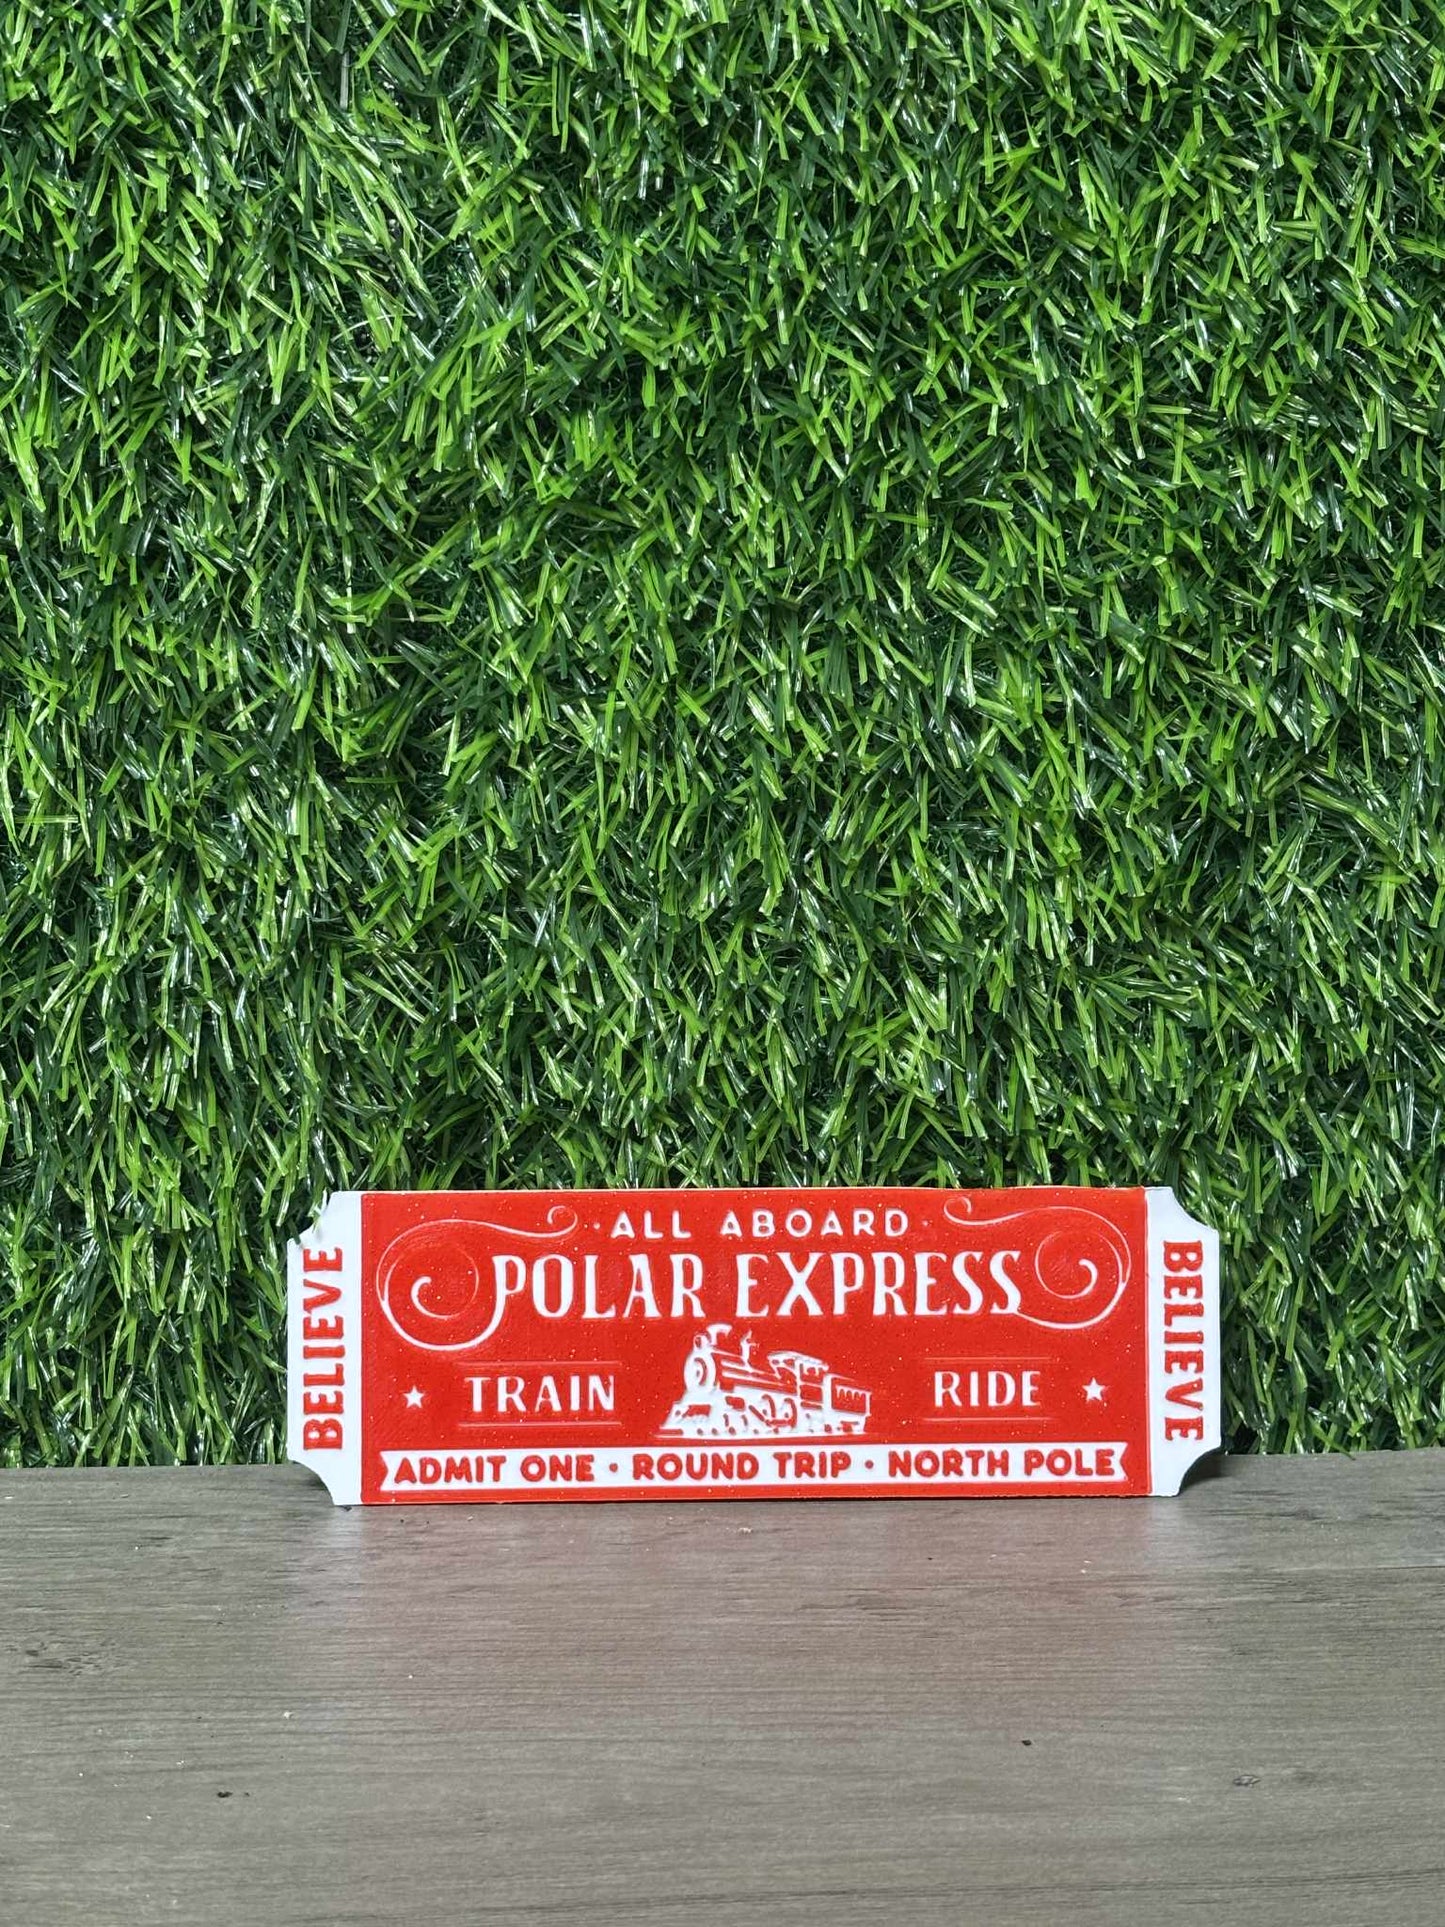 ALL ABOARD
POLAR EXPRESS
TRAIN RIDE
ADMIT ONE • ROUND TRIP • NORTH POLE
BELIEVE
BELIEVE